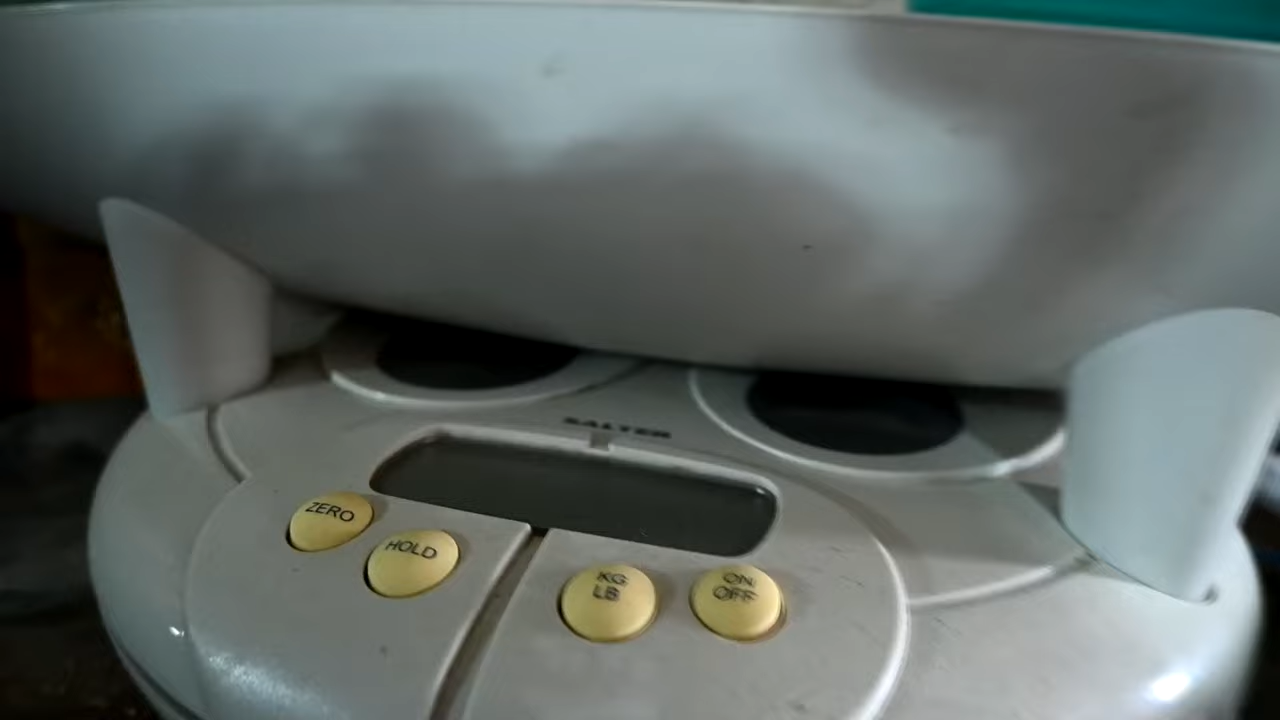 SALTER
ZERO
HOLD
KG
LB
ON
OFF